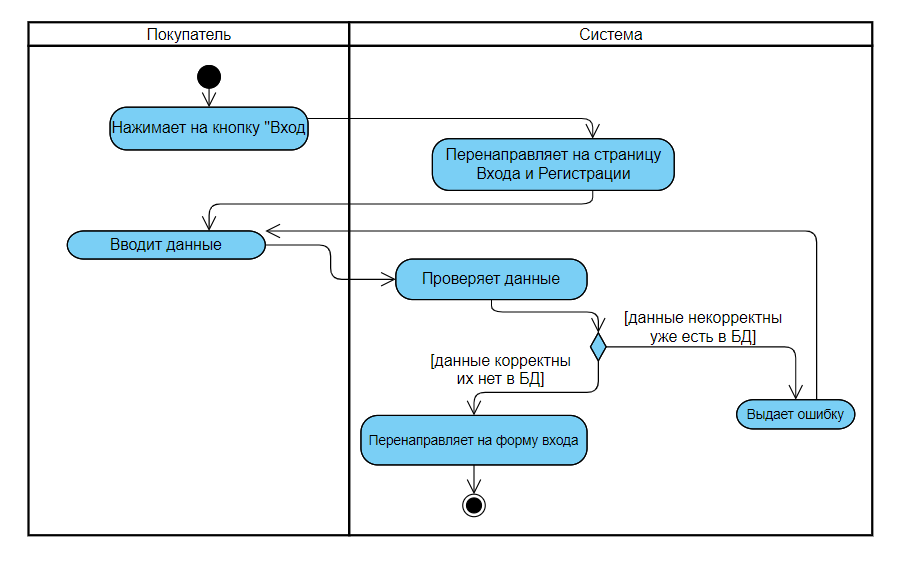 Покупатель
Система
Нажимает на кнопку "Вход
Перенаправляет на страницу
Входа и Регистрации
Вводит данные
Проверяет данные
[данные некорректны
уже есть в БД]
[данные корректны
их нет в БД]
Выдает ошибку
Перенаправляет на форму входа